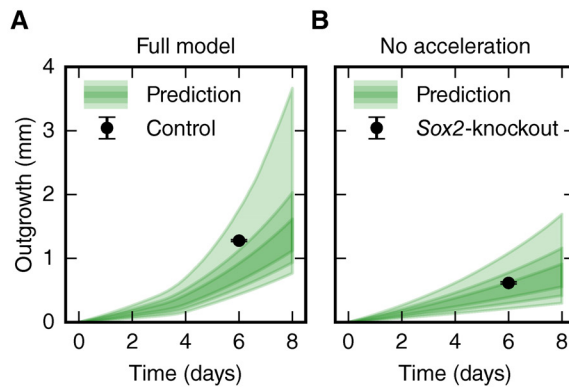 A
Full model
Prediction
Control
Outgrowth (mm)
4
3
2
1
0
0 2 4 6 8
Time (days)
B
No acceleration
Prediction
Sox2-knockout
0 2 4 6 8
Time (days)